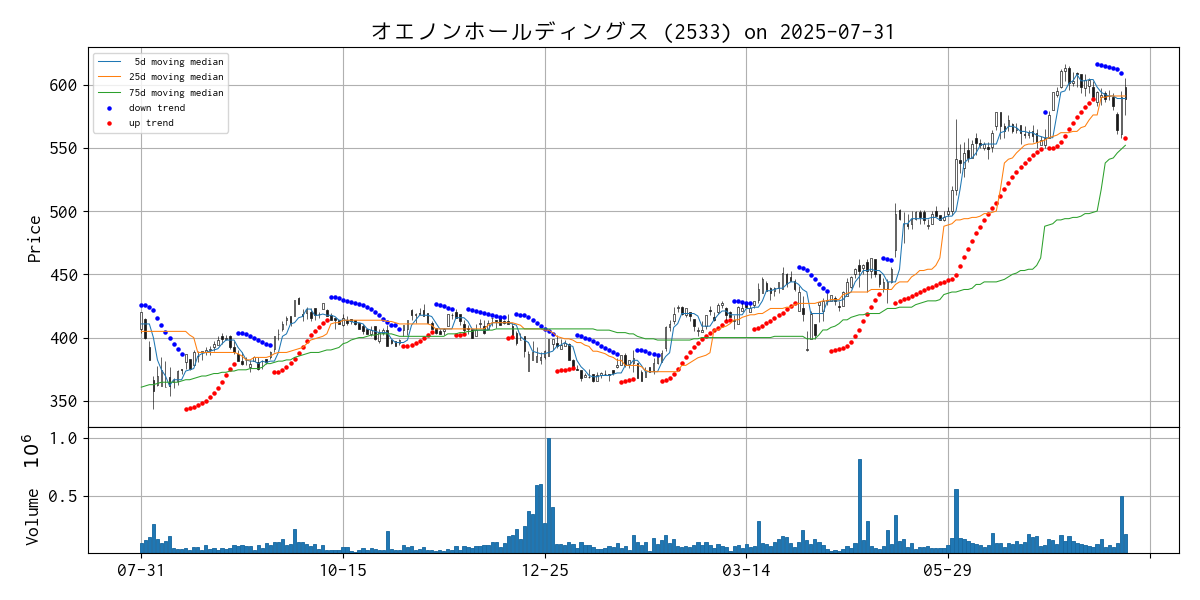 オエノンホールディングス (2533) on 2025-07-31
5d moving median
25d moving median
75d moving median
down trend
up trend
Price
600
550
500
450
400
350
Volume 10^6
1.0
0.5
07-31
10-15
12-25
03-14
05-29